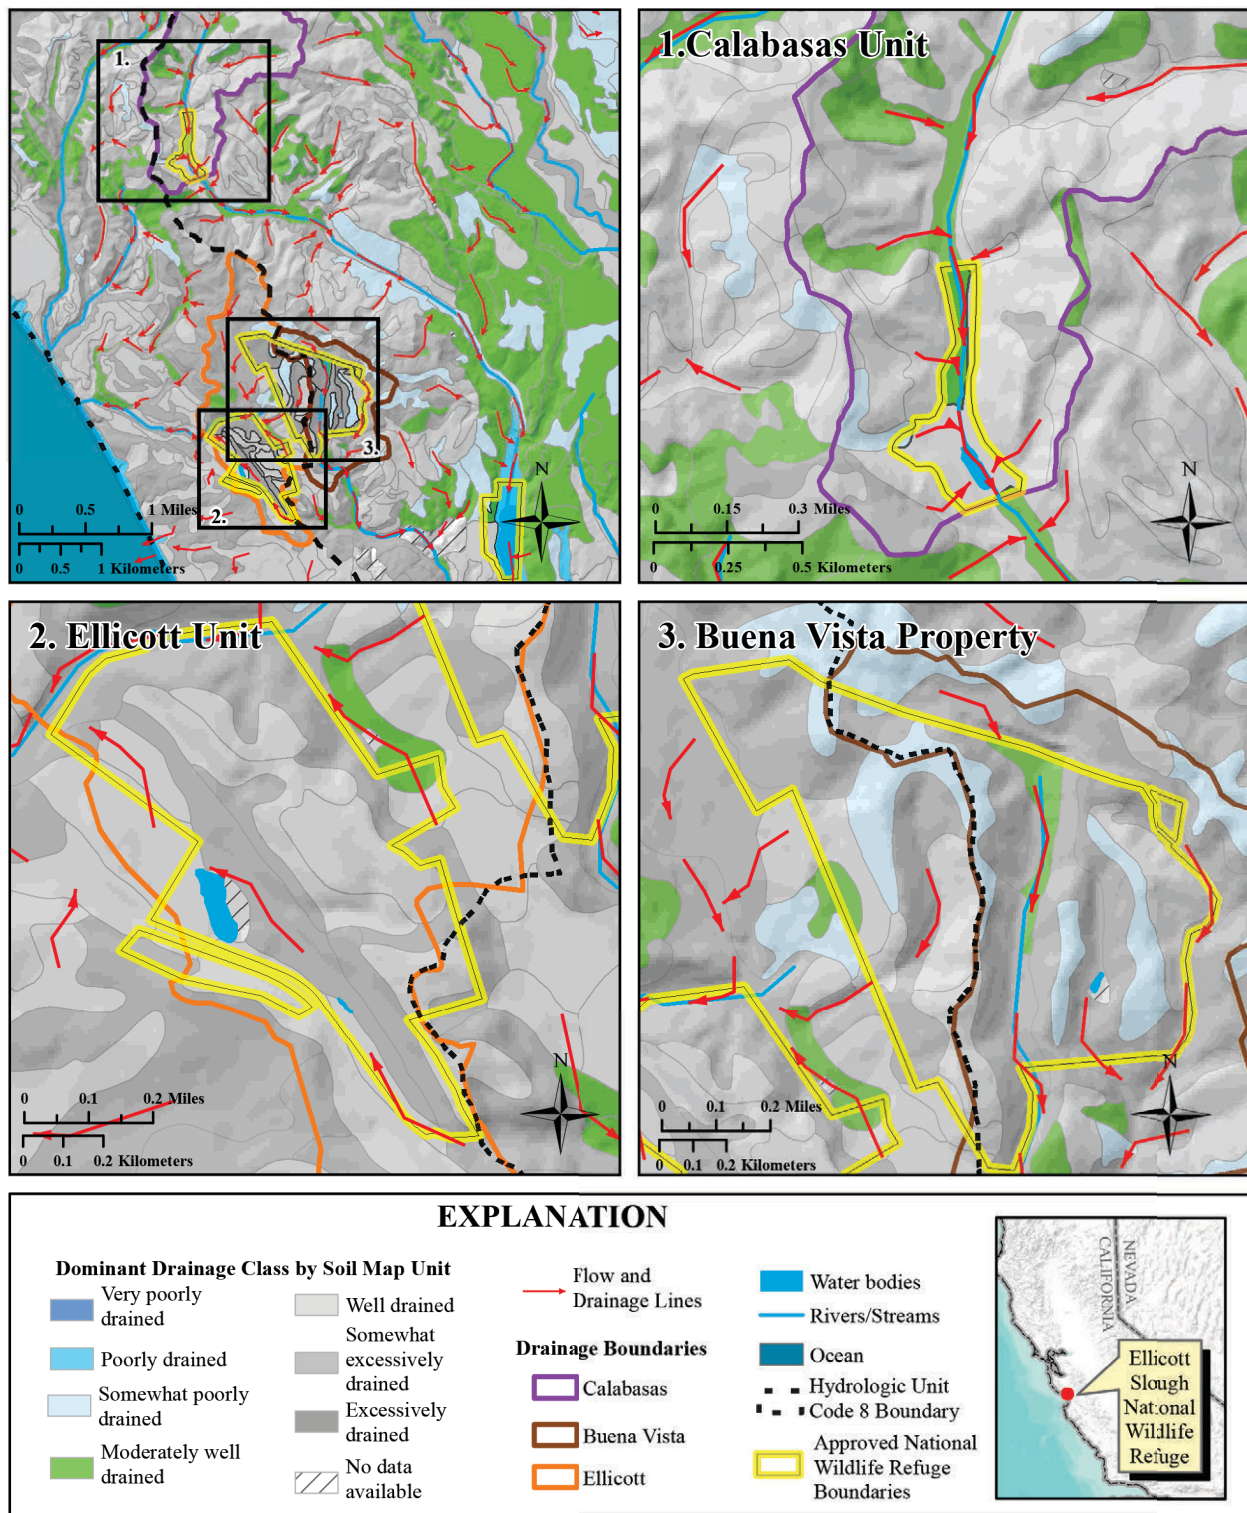 1.
3.
2.
N
0 0.5 1 Miles
0 0.5 1 Kilometers
1.Calabasas Unit
N
0 0.15 0.3 Miles
0 0.25 0.5 Kilometers
2. Ellicott Unit
N
0 0.1 0.2 Miles
0 0.1 0.2 Kilometers
3. Buena Vista Property
N
0 0.1 0.2 Miles
0 0.1 0.2 Kilometers
EXPLANATION
Dominant Drainage Class by Soil Map Unit
Very poorly
drained
Poorly drained
Somewhat poorly
drained
Moderately well
drained
Well drained
Somewhat
excessively
drained
Excessively
drained
No data
available
Flow and
Drainage Lines
Drainage Boundaries
Calabasas
Buena Vista
Ellicott
Water bodies
Rivers/Streams
Ocean
Hydrologic Unit
Code 8 Boundary
Approved National
Wildlife Refuge
Boundaries
NEVADA
CALIFORNIA
Ellicott
Slough
National
Wildlife
Refuge